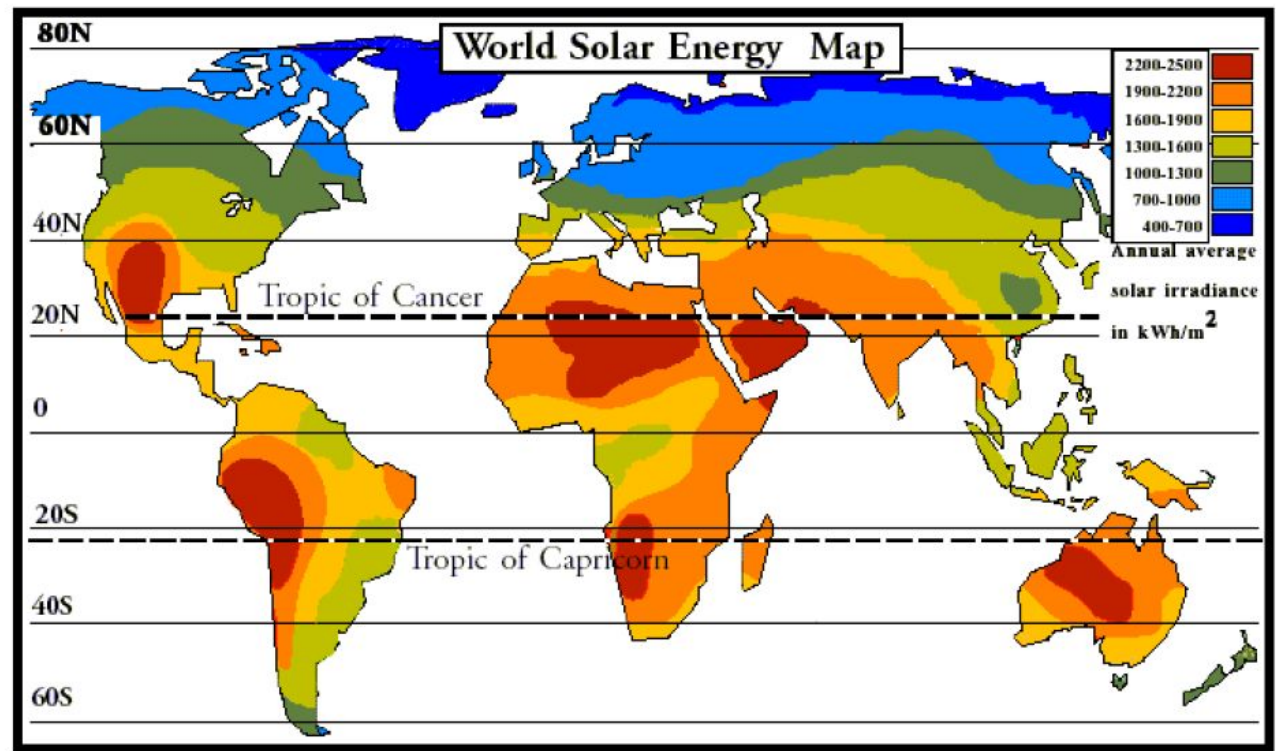 World Solar Energy Map
80N
60N
40N
20N
0
20S
40S
60S
Tropic of Cancer
Tropic of Capricorn
2200-2500
1900-2200
1600-1900
1300-1600
1000-1300
700-1000
400-700
Annual average
solar irradiance
in kWh/m²